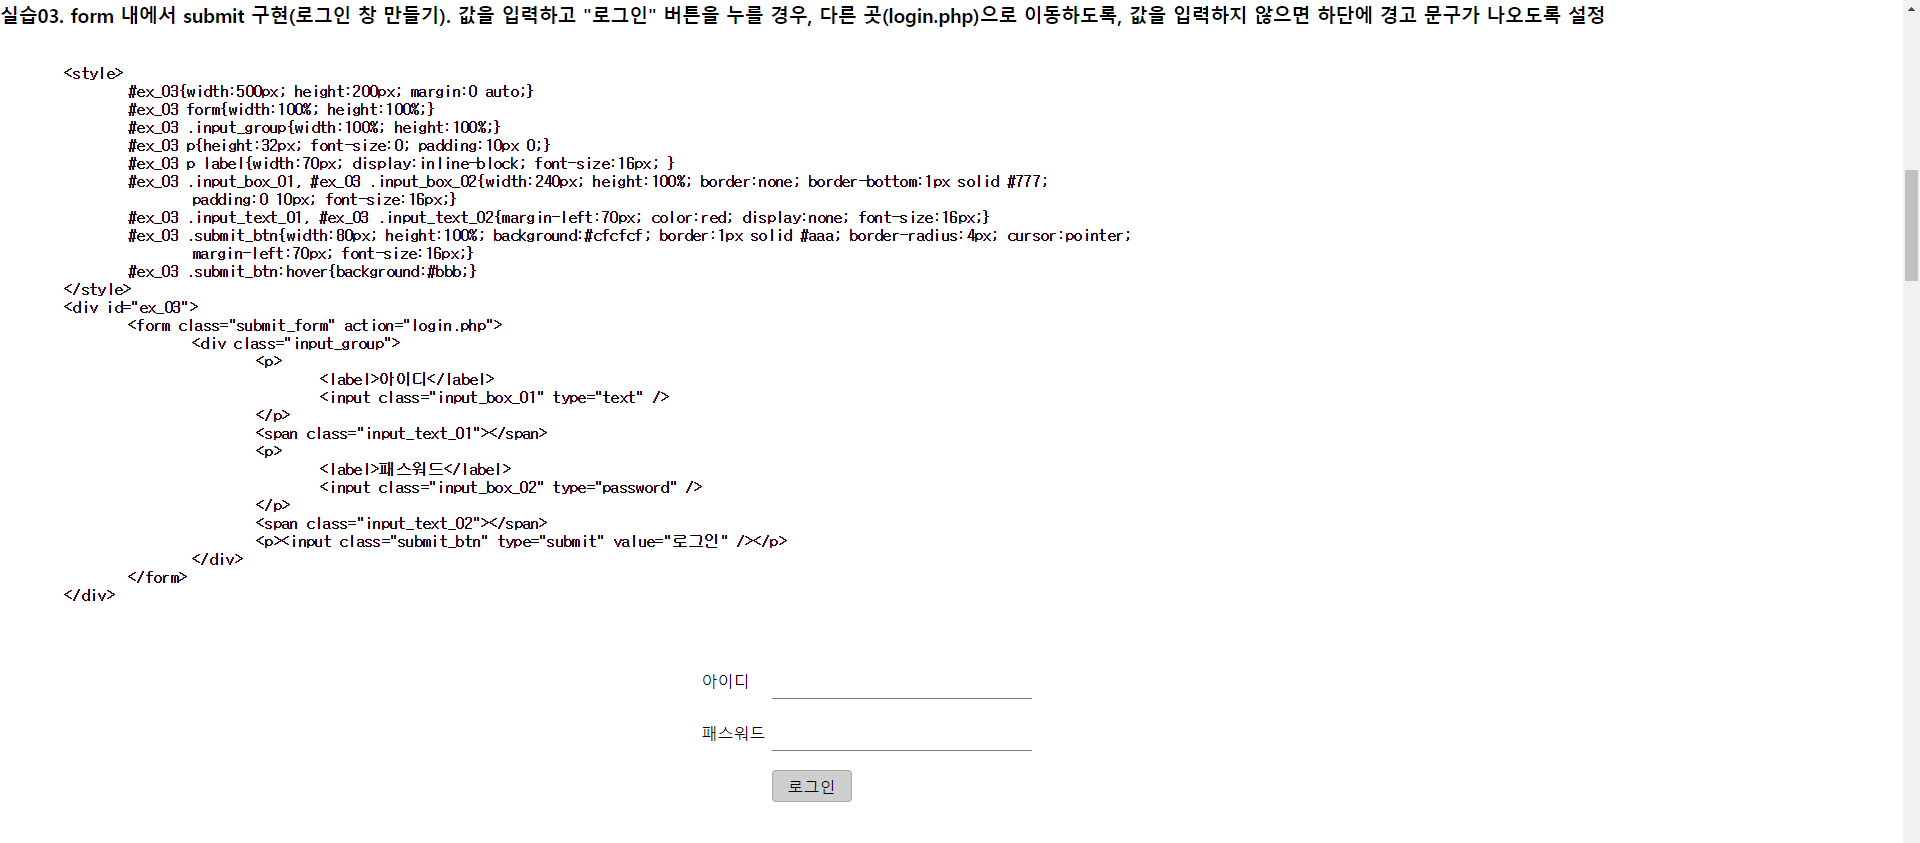 실습03. form 내에서 submit 구현(로그인 창 만들기). 값을 입력하고 "로그인" 버튼을 누를 경우, 다른 곳(login.php)으로 이동하도록, 값을 입력하지 않으면 하단에 경고 문구가 나오도록 설정
<style>
#ex_03{width:500px; height:200px; margin:0 auto;}
#ex_03 form{width:100%; height:100%;}
#ex_03 .input_group{width:100%; height:100%;}
#ex_03 p{height:32px; font-size:0; padding:10px 0;}
#ex_03 p label{width:70px; display:inline-block; font-size:16px; }
#ex_03 .input_box_01, #ex_03 .input_box_02{width:240px; height:100%; border:none; border-bottom:1px solid #777;
padding:0 10px; font-size:16px;}
#ex_03 .input_text_01, #ex_03 .input_text_02{margin-left:70px; color:red; display:none; font-size:16px;}
#ex_03 .submit_btn{width:80px; height:100%; background:#cfcfcf; border:1px solid #aaa; border-radius:4px; cursor:pointer;
margin-left:70px; font-size:16px;}
#ex_03 .submit_btn:hover{background:#bbb;}
</style>
<div id="ex_03">
<form class="submit_form" action="login.php">
<div class="input_group">
<p>
<label>아이디</label>
<input class="input_box_01" type="text" />
</p>
<span class="input_text_01"></span>
<p>
<label>패스워드</label>
<input class="input_box_02" type="password" />
</p>
<span class="input_text_02"></span>
<p><input class="submit_btn" type="submit" value="로그인" /></p>
</div>
</form>
</div>
아이디
패스워드
로그인